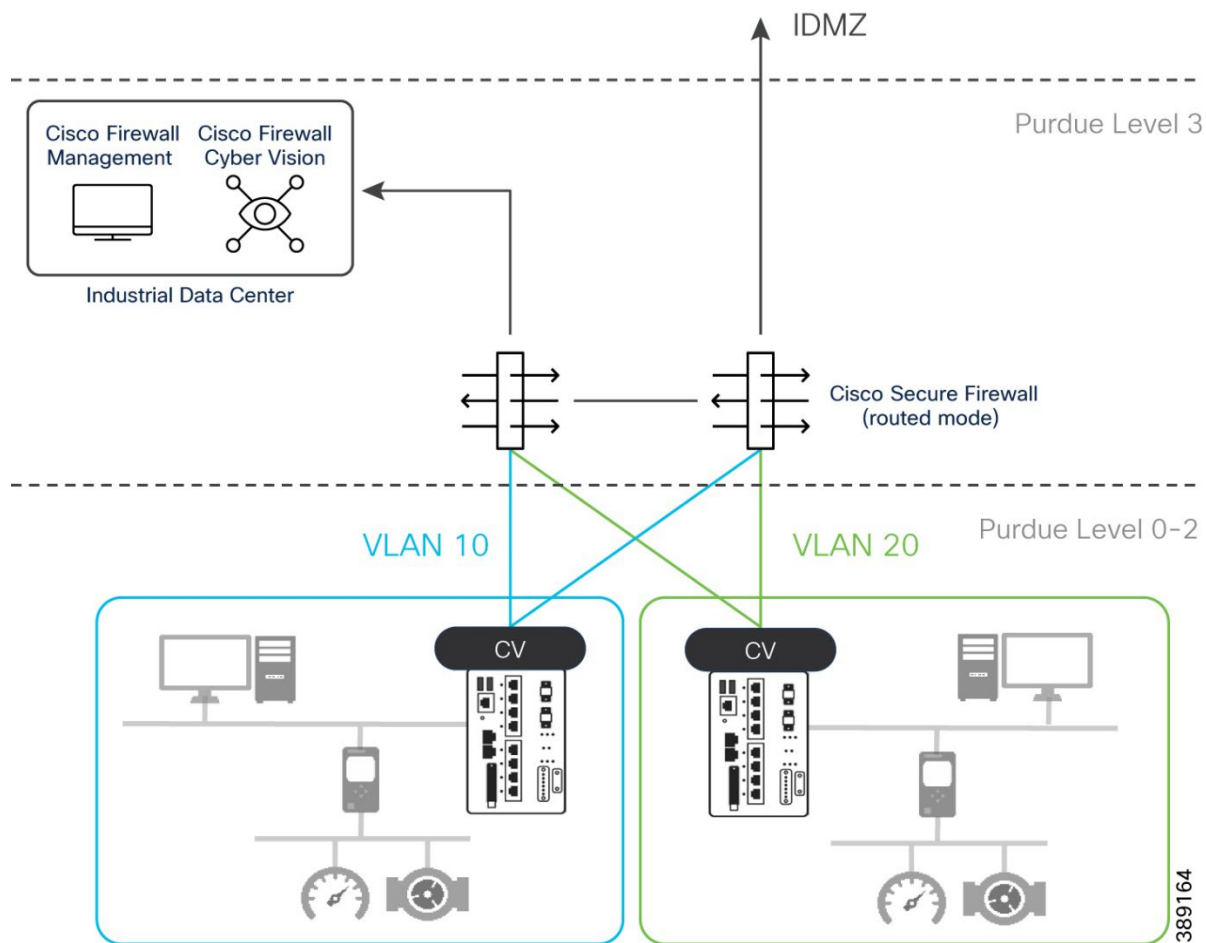 IDMZ
Purdue Level 3
Cisco Firewall
Management
Cisco Firewall
Cyber Vision
Industrial Data Center
Cisco Secure Firewall
(routed mode)
Purdue Level 0-2
VLAN 10
VLAN 20
CV
CV
389164